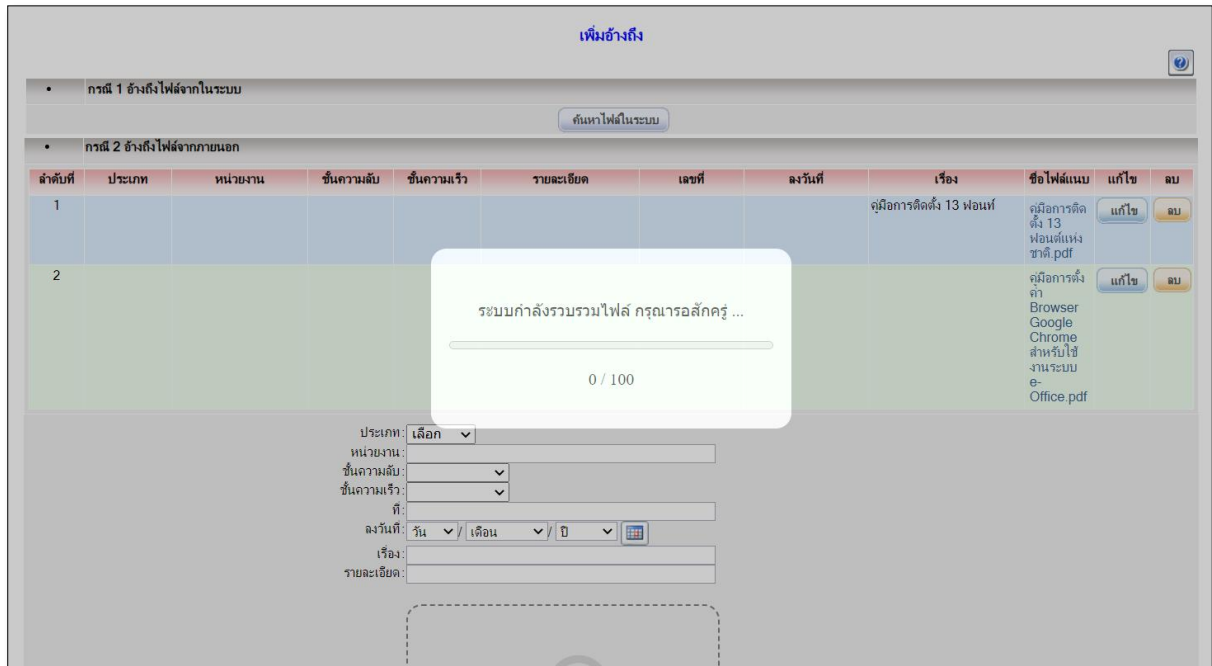 เพิ่มอ้างถึง
• กรณี 1 อ้างถึงไฟล์จากในระบบ
ค้นหาไฟล์ในระบบ
• กรณี 2 อ้างถึงไฟล์จากภายนอก
ลำดับที่ ประเภท หน่วยงาน ชั้นความลับ ชั้นความเร็ว รายละเอียด เลขที่ ลงวันที่ เรื่อง ชื่อไฟล์แนบ แก้ไข ลบ
1 คู่มือการติดตั้ง 13 ฟอนท์ คู่มือการติด แก้ไข ลบ
ตั้ง 13
ฟอนต์แห่ง
ชาติ.pdf
2 คู่มือการตั้ง แก้ไข ลบ
ค่า
Browser
Google
Chrome
สำหรับใช้
งานระบบ
e-
Office.pdf
ระบบกำลังรวบรวมไฟล์ กรุณารอสักครู่ ...
0 / 100
ประเภท: เลือก
หน่วยงาน:
ชั้นความลับ:
ชั้นความเร็ว:
ที่:
ลงวันที่: วัน / เดือน / ปี
เรื่อง:
รายละเอียด: